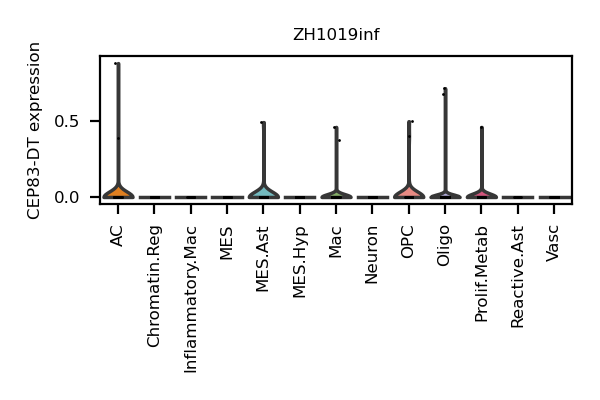 ZH1019inf
CEP83-DT expression
0.5
0.0
AC
Chromatin.Reg
Inflammatory.Mac
MES
MES.Ast
MES.Hyp
Mac
Neuron
OPC
Oligo
Prolif.Metab
Reactive.Ast
Vasc